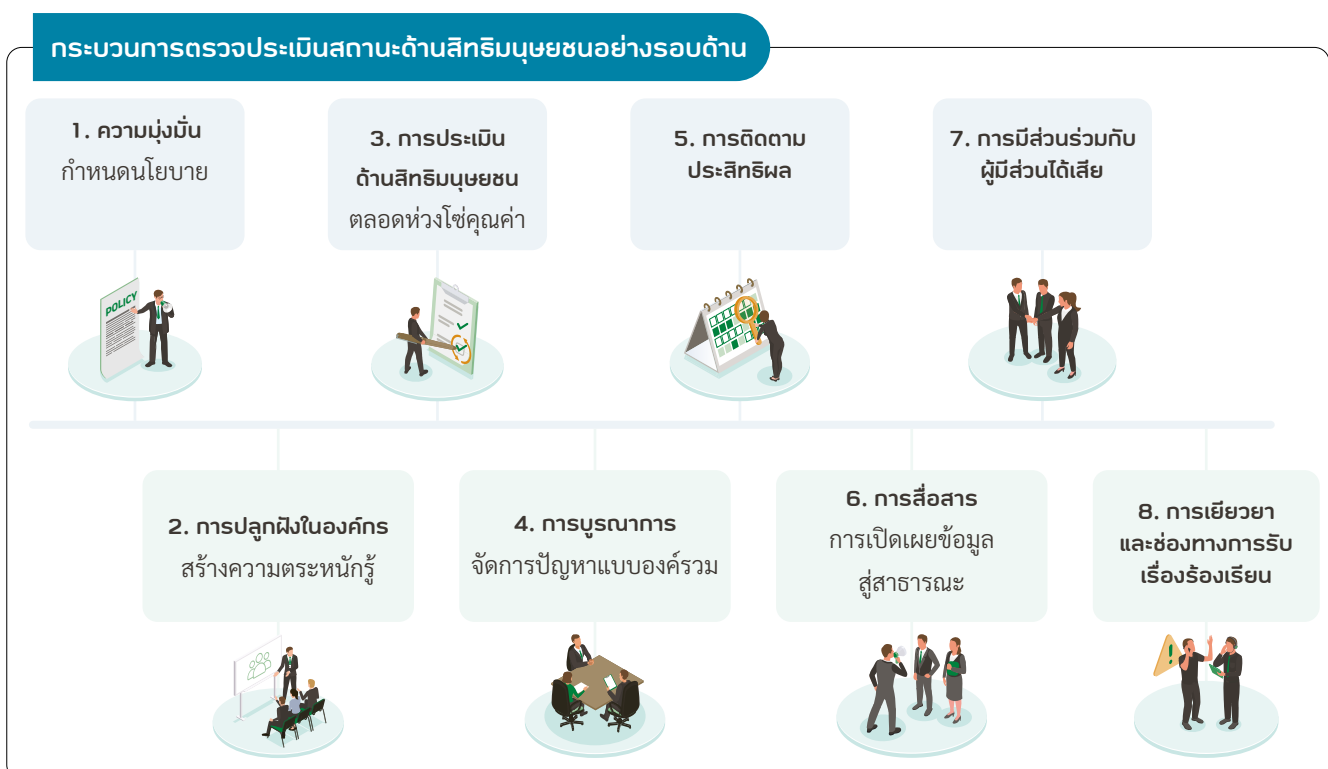 กระบวนการตรวจประเมินสถานะด้านสิทธิมนุษยชนอย่างรอบด้าน
1. ความมุ่งมั่น
กำหนดนโยบาย
3. การประเมิน
ด้านสิทธิมนุษยชน
ตลอดห่วงโซ่คุณค่า
5. การติดตาม
ประสิทธิผล
7. การมีส่วนร่วมกับ
ผู้มีส่วนได้เสีย
POLICY
2. การปลูกฝังในองค์กร
สร้างความตระหนักรู้
4. การบูรณาการ
จัดการปัญหาแบบองค์รวม
6. การสื่อสาร
การเปิดเผยข้อมูล
สู่สาธารณะ
8. การเยียวยา
และช่องทางการรับ
เรื่องร้องเรียน